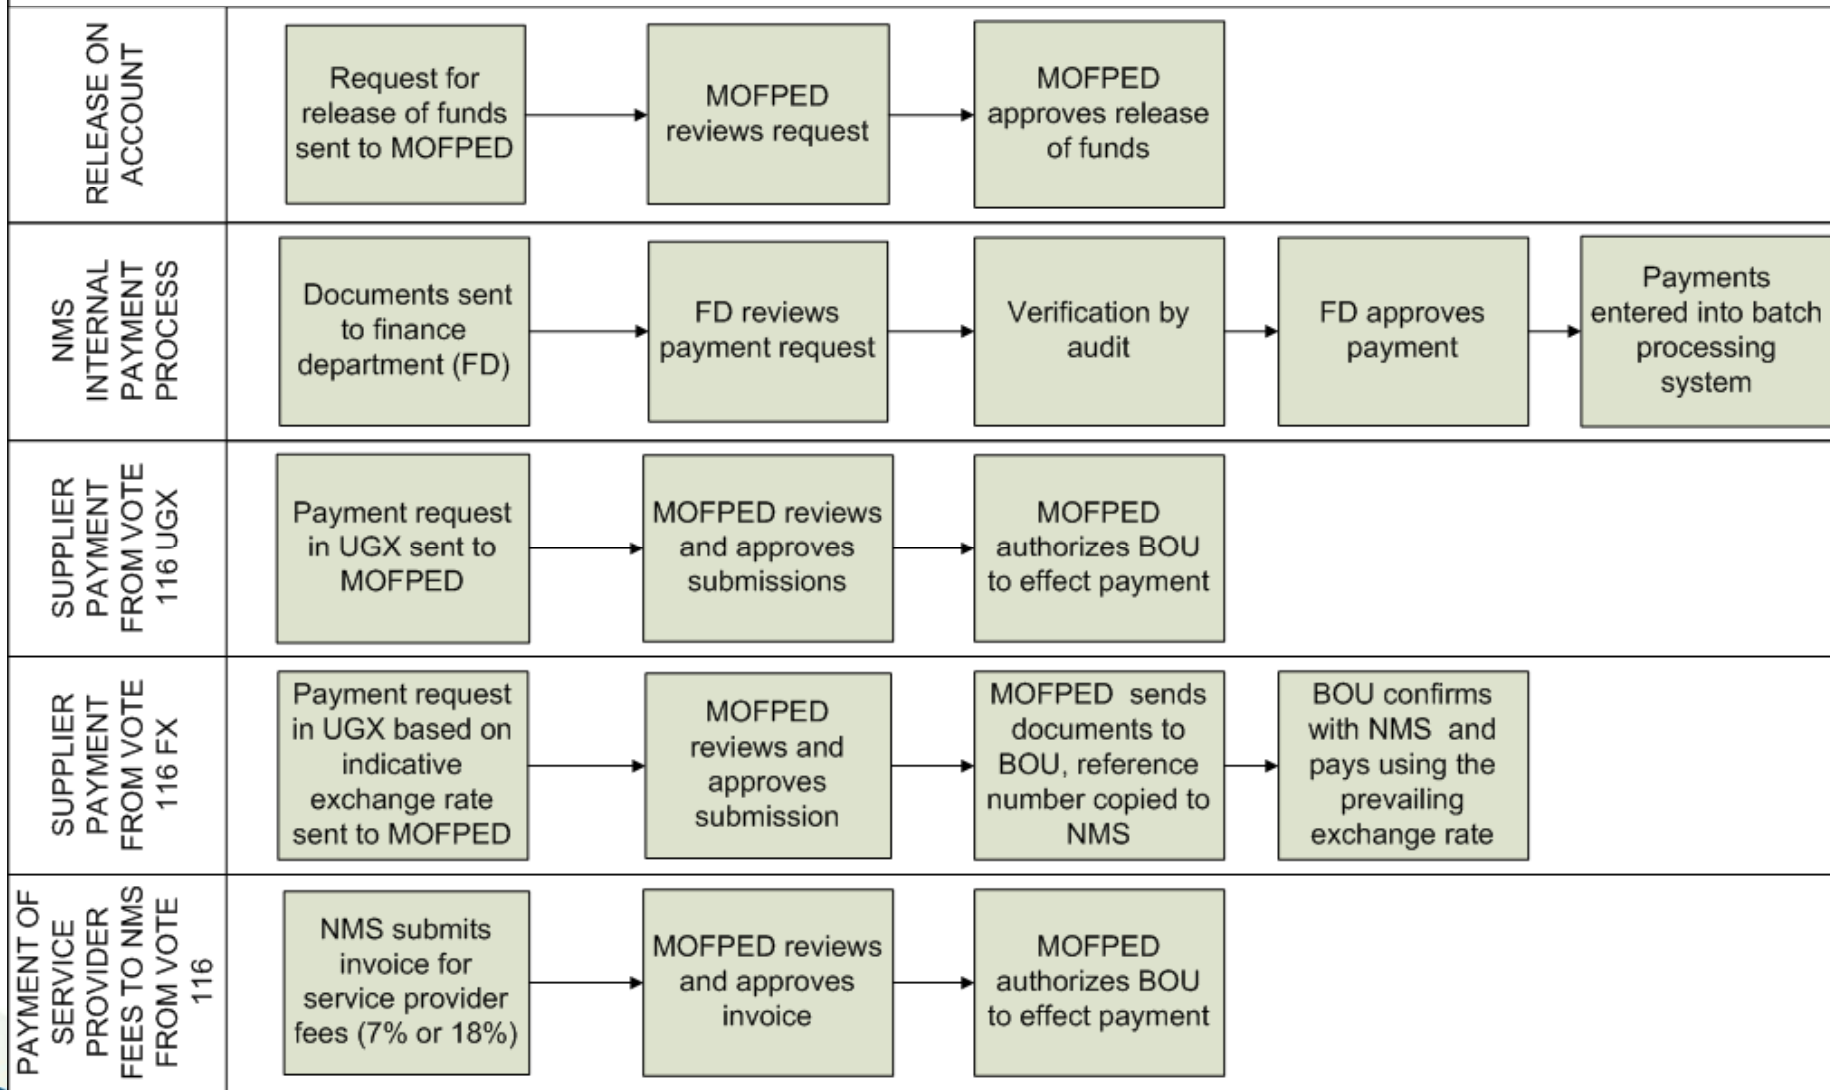 RELEASE ON
ACCOUNT
Request for
release of funds
sent to MOFPED
MOFPED
reviews request
MOFPED
approves release
of funds
NMS
INTERNAL
PAYMENT
PROCESS
Documents sent
to finance
department (FD)
FD reviews
payment request
Verification by
audit
FD approves
payment
Payments
entered into batch
processing
system
SUPPLIER
PAYMENT
FROM VOTE
116 UGX
Payment request
in UGX sent to
MOFPED
MOFPED reviews
and approves
submissions
MOFPED
authorizes BOU
to effect payment
SUPPLIER
PAYMENT
FROM VOTE
116 FX
Payment request
in UGX based on
indicative
exchange rate
sent to MOFPED
MOFPED
reviews and
approves
submission
MOFPED sends
documents to
BOU, reference
number copied to
NMS
BOU confirms
with NMS and
pays using the
prevailing
exchange rate
PAYMENT OF
SERVICE
PROVIDER
FEES TO NMS
FROM VOTE
116
NMS submits
invoice for
service provider
fees (7% or 18%)
MOFPED reviews
and approves
invoice
MOFPED
authorizes BOU
to effect payment